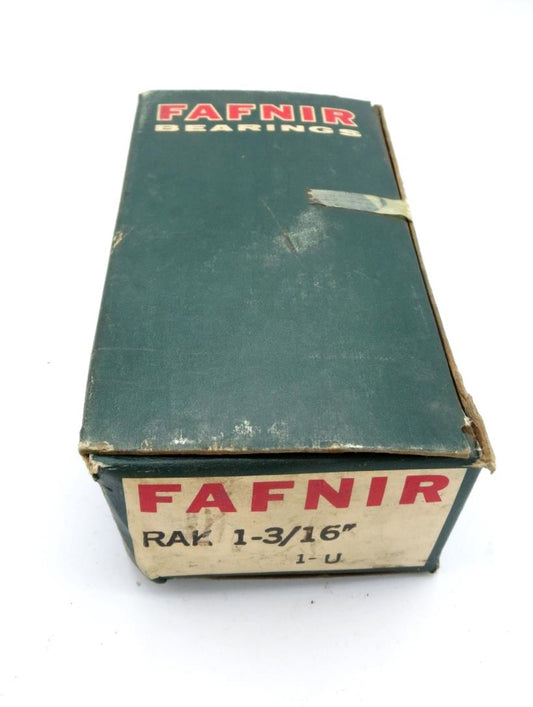 FAFNIR
BEARINGS
FAFNIR
RAK 1-3/16"
1-U